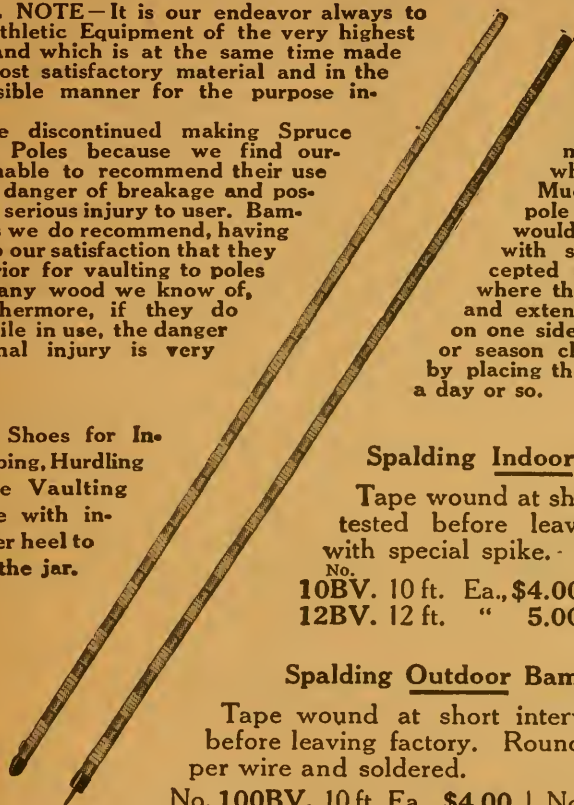 . NOTE—It is our endeavor always to
thletic Equipment of the very highest
and which is at the same time made
ost satisfactory material and in the
sible manner for the purpose in-
e discontinued making Spruce
Poles because we find our-
nable to recommend their use
danger of breakage and pos-
serious injury to user. Bam-
s we do recommend, having
o our satisfaction that they
rior for vaulting to poles
any wood we know of,
hermore, if they do
ile in use, the danger
nal injury is very
Shoes for In-
ping, Hurdling
e Vaulting
e with in-
er heel to
the jar.
m
wh
Muc
pole
would
with s
cepted
where th
and exten
on one side
or season ch
by placing th
a day or so.
Spalding Indoor
Tape wound at sh
tested before leav
with special spike. -
No.
10BV. 10 ft. Ea., $4.00
12BV. 12 ft. “ 5.00
Spalding Outdoor Bam
Tape wound at short inter
before leaving factory. Roun
per wire and soldered.
No. 100BV. 10 ft. Ea., $4.00 | No